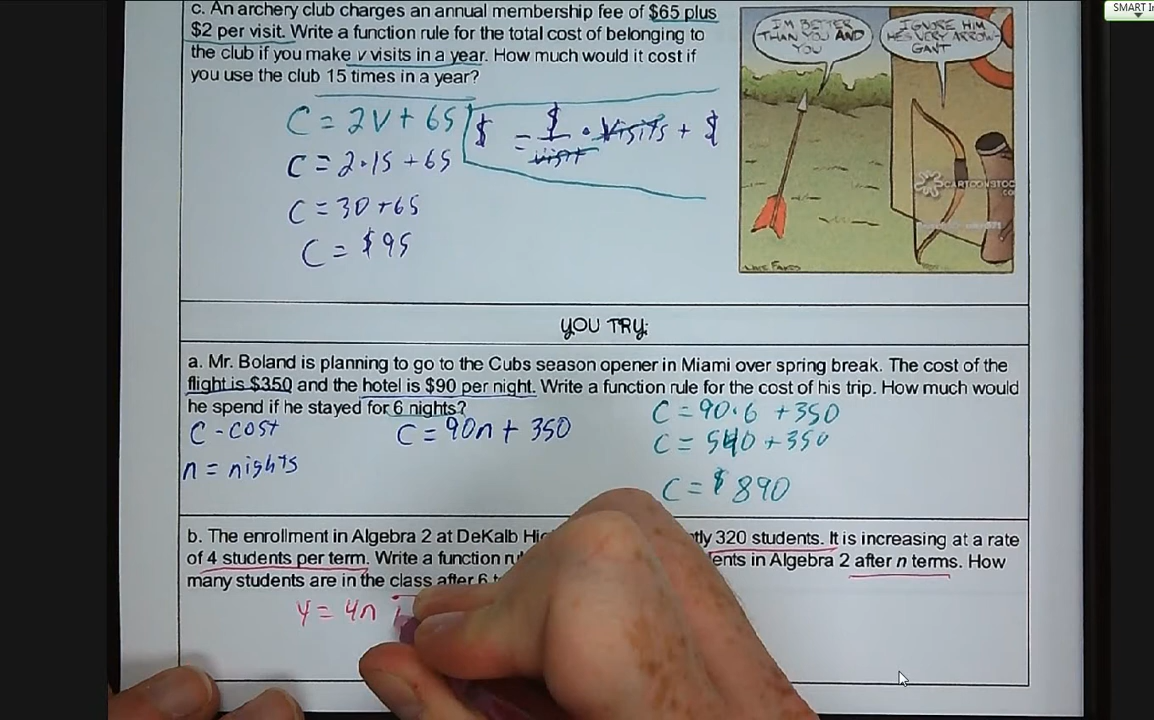 SMART In
c. An archery club charges an annual membership fee of $65 plus
$2 per visit. Write a function rule for the total cost of belonging to
the club if you make v visits in a year. How much would it cost if
you use the club 15 times in a year?
I'M BETTER
THAN YOU AND
YOU
IGNORE HIM
HE'S VERY ARROW-
GANT
C = 2V + 65
$ = $/visit • visits + $
C = 2·15 + 65
C = 30 + 65
C = $95
CARTOONSTOC
YOU TRY:
a. Mr. Boland is planning to go to the Cubs season opener in Miami over spring break. The cost of the
flight is $350 and the hotel is $90 per night. Write a function rule for the cost of his trip. How much would
he spend if he stayed for 6 nights?
C - cost
n = nights
C = 90n + 350
C = 90·6 + 350
C = 540 + 350
C = $890
b. The enrollment in Algebra 2 at DeKalb Hi tly 320 students. It is increasing at a rate
of 4 students per term. Write a function ru ents in Algebra 2 after n terms. How
many students are in the class after 6 t
y = 4n